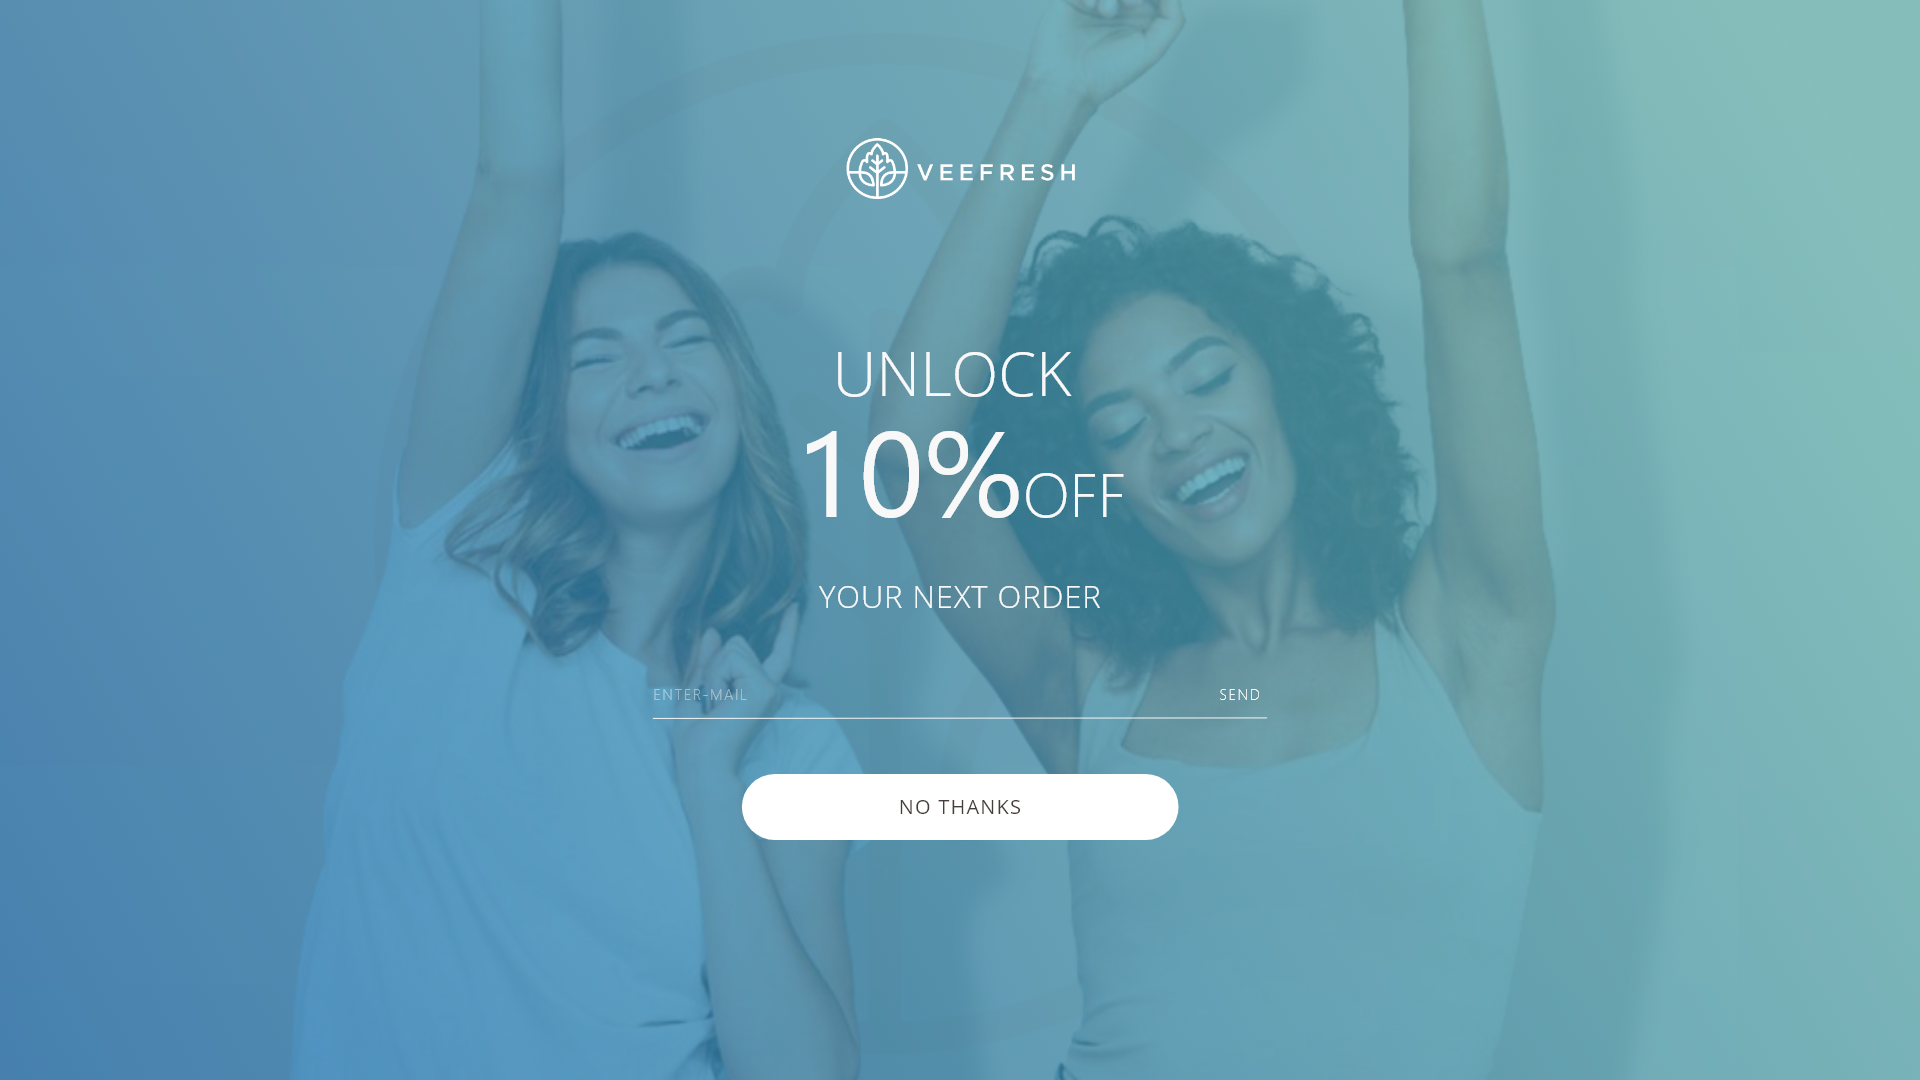 VEEFRESH
UNLOCK
10% OFF
YOUR NEXT ORDER
ENTER-MAIL SEND
NO THANKS